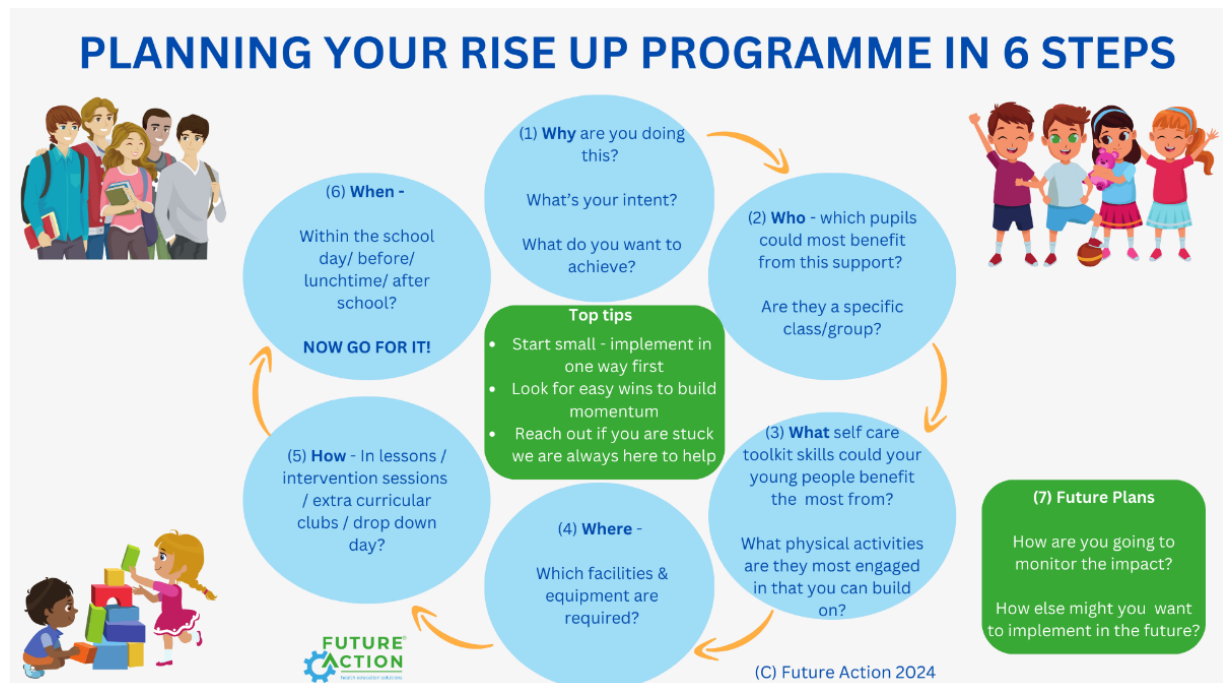 PLANNING YOUR RISE UP PROGRAMME IN 6 STEPS
(1) Why are you doing
this?
What's your intent?
What do you want to
achieve?
(2) Who - which pupils
could most benefit
from this support?
Are they a specific
class/group?
(3) What self care
toolkit skills could your
young people benefit
the most from?
What physical activities
are they most engaged
in that you can build
on?
(4) Where -
Which facilities &
equipment are
required?
(5) How - In lessons /
intervention sessions
/ extra curricular
clubs / drop down
day?
(6) When -
Within the school
day/ before/
lunchtime/ after
school?
NOW GO FOR IT!
Top tips
• Start small - implement in
one way first
• Look for easy wins to build
momentum
• Reach out if you are stuck
we are always here to help
(7) Future Plans
How are you going to
monitor the impact?
How else might you want
to implement in the future?
FUTURE®
ACTION
health education solutions
(C) Future Action 2024